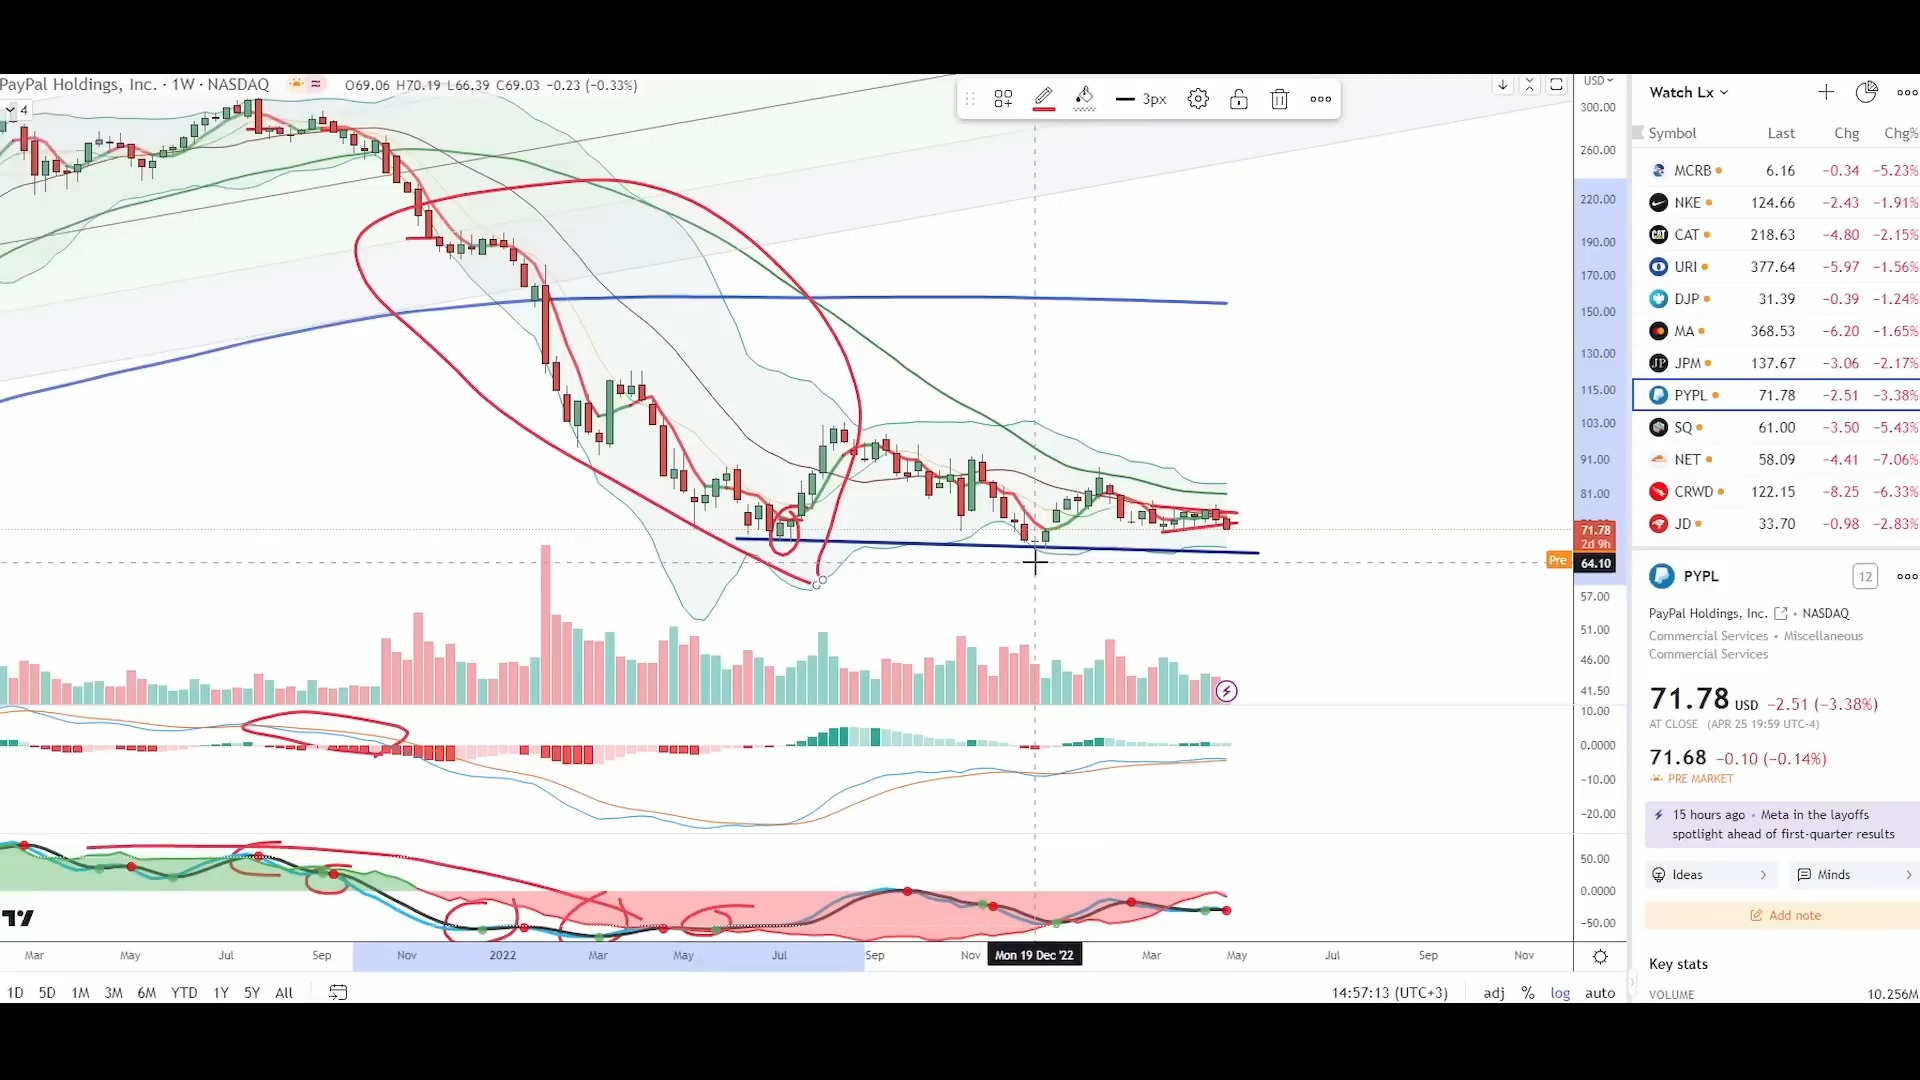 PayPal Holdings, Inc. · 1W · NASDAQ O69.06 H70.19 L66.39 C69.03 −0.23 (−0.33%)
4
3px
USD
300.00
260.00
220.00
190.00
170.00
150.00
130.00
115.00
103.00
91.00
81.00
71.78
2d 9h
Pre 64.10
57.00
51.00
46.00
41.50
10.00
0.0000
−10.00
−20.00
50.00
0.0000
−50.00
Mar May Jul Sep Nov 2022 Mar May Jul Sep Nov Mon 19 Dec '22 Mar May Jul Sep Nov
1D 5D 1M 3M 6M YTD 1Y 5Y All 14:57:13 (UTC+3) adj % log auto
Watch Lx
Symbol Last Chg Chg%
MCRB 6.16 −0.34 −5.23%
NKE 124.66 −2.43 −1.91%
CAT 218.63 −4.80 −2.15%
URI 377.64 −5.97 −1.56%
DJP 31.39 −0.39 −1.24%
MA 368.53 −6.20 −1.65%
JPM 137.67 −3.06 −2.17%
PYPL 71.78 −2.51 −3.38%
SQ 61.00 −3.50 −5.43%
NET 58.09 −4.41 −7.06%
CRWD 122.15 −8.25 −6.33%
JD 33.70 −0.98 −2.83%
PYPL 12
PayPal Holdings, Inc. • NASDAQ
Commercial Services • Miscellaneous
Commercial Services
71.78 USD −2.51 (−3.38%)
AT CLOSE (APR 25 19:59 UTC-4)
71.68 −0.10 (−0.14%)
PRE MARKET
15 hours ago • Meta in the layoffs
spotlight ahead of first-quarter results
Ideas Minds
Add note
Key stats
VOLUME 10.256M